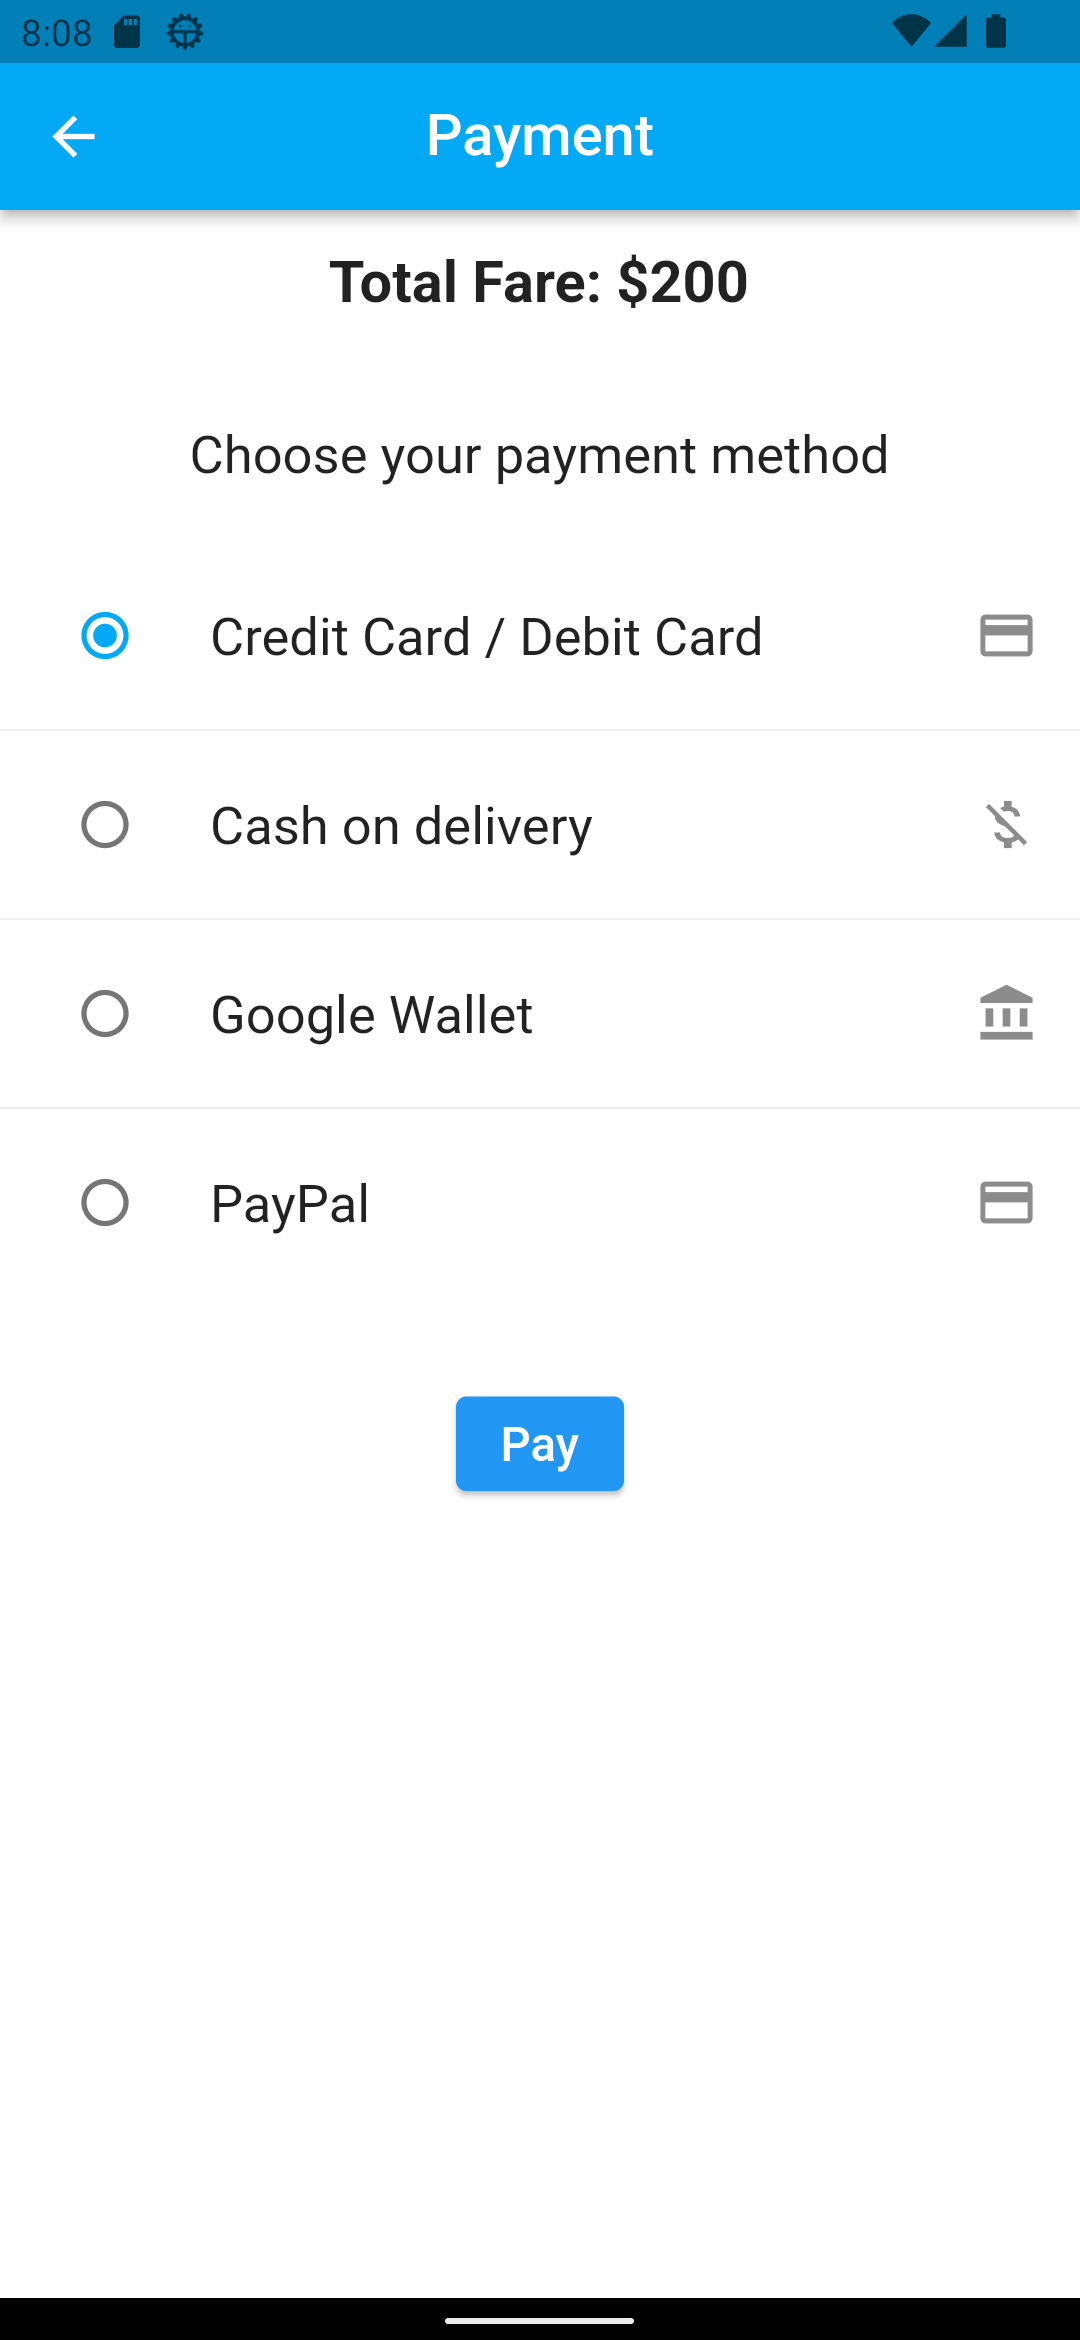 8:08
Payment
Total Fare: $200
Choose your payment method
Credit Card / Debit Card
Cash on delivery
Google Wallet
PayPal
Pay